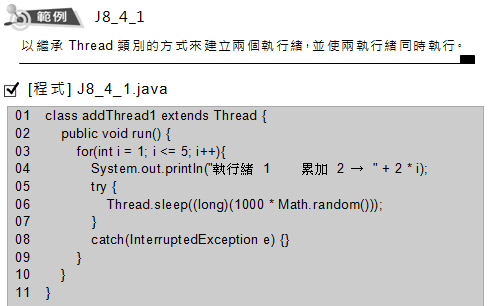 範例 J8_4_1
以繼承 Thread 類別的方式來建立兩個執行緒,並使兩執行緒同時執行。
[程式] J8_4_1.java
01 class addThread1 extends Thread {
02 public void run() {
03 for(int i = 1; i <= 5; i++){
04 System.out.println("執行緒 1 累加 2 → " + 2 * i);
05 try {
06 Thread.sleep((long)(1000 * Math.random()));
07 }
08 catch(InterruptedException e) {}
09 }
10 }
11 }